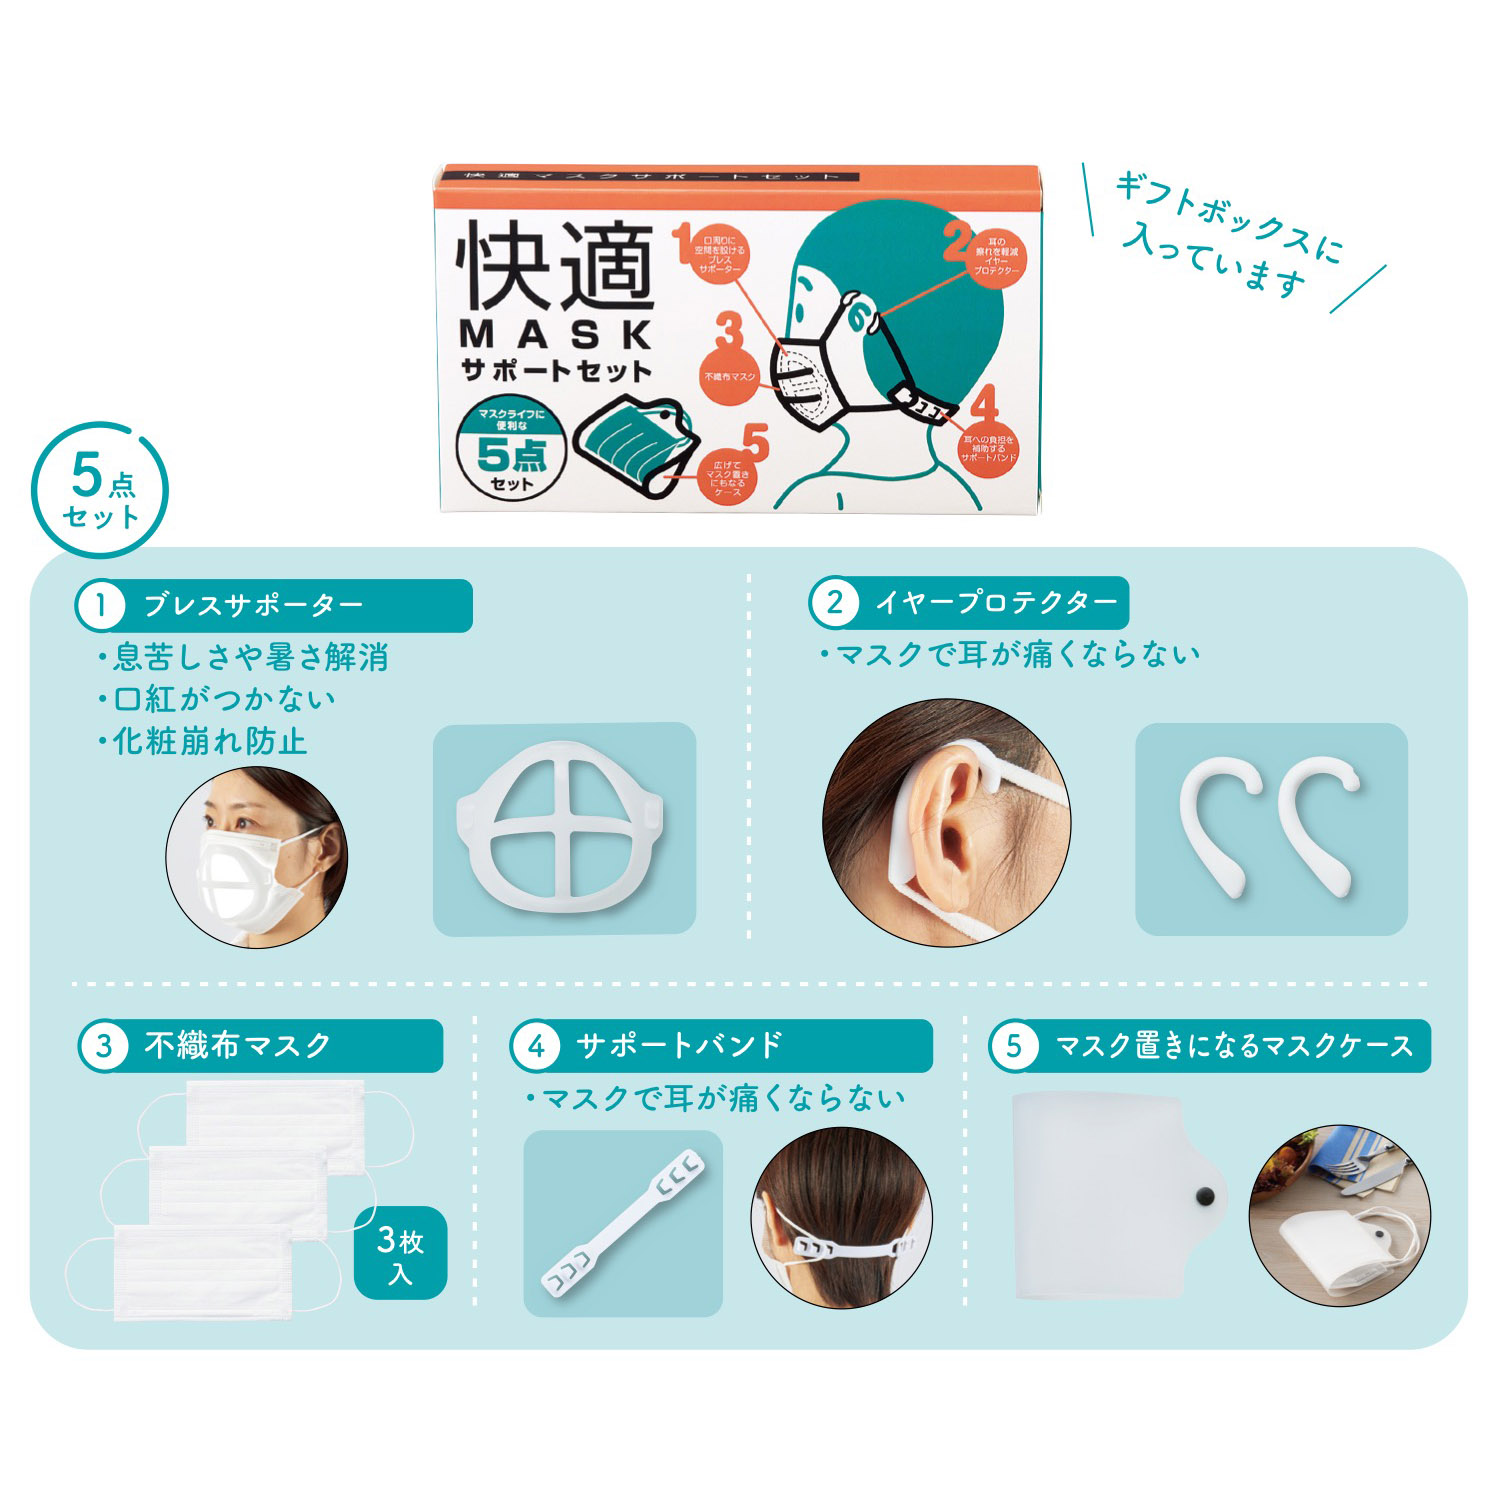 快適マスクサポートセット
快適
MASK
サポートセット
マスクライフに
便利な
5点
セット
1
口周りに
空間を設ける
ブレス
サポーター
2
耳の
擦れを軽減
イヤー
プロテクター
3
不織布マスク
4
耳への負担を
補助する
サポートバンド
5
広げて
マスク置き
にもなる
ケース
ギフトボックスに
入っています
5点
セット
1 ブレスサポーター
・息苦しさや暑さ解消
・口紅がつかない
・化粧崩れ防止
2 イヤープロテクター
・マスクで耳が痛くならない
3 不織布マスク
3枚
入
4 サポートバンド
・マスクで耳が痛くならない
5 マスク置きになるマスクケース